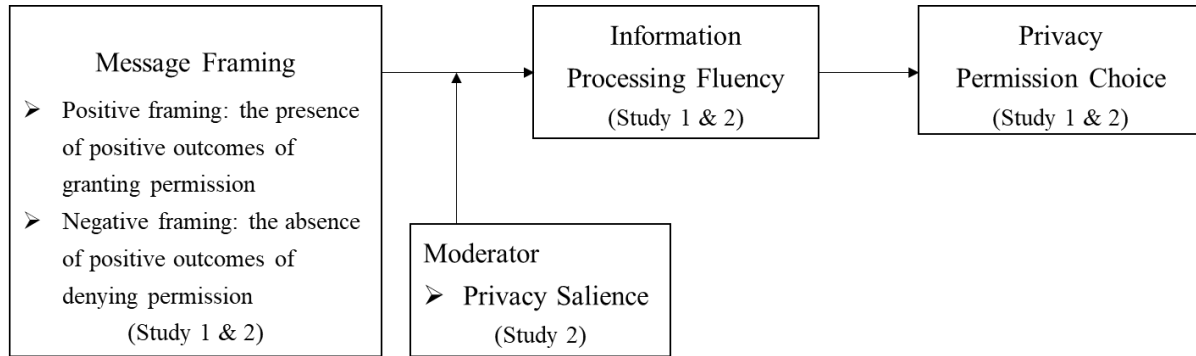 Message Framing
➤ Positive framing: the presence
of positive outcomes of
granting permission
➤ Negative framing: the absence
of positive outcomes of
denying permission
(Study 1 & 2)
Moderator
➤ Privacy Salience
(Study 2)
Information
Processing Fluency
(Study 1 & 2)
Privacy
Permission Choice
(Study 1 & 2)